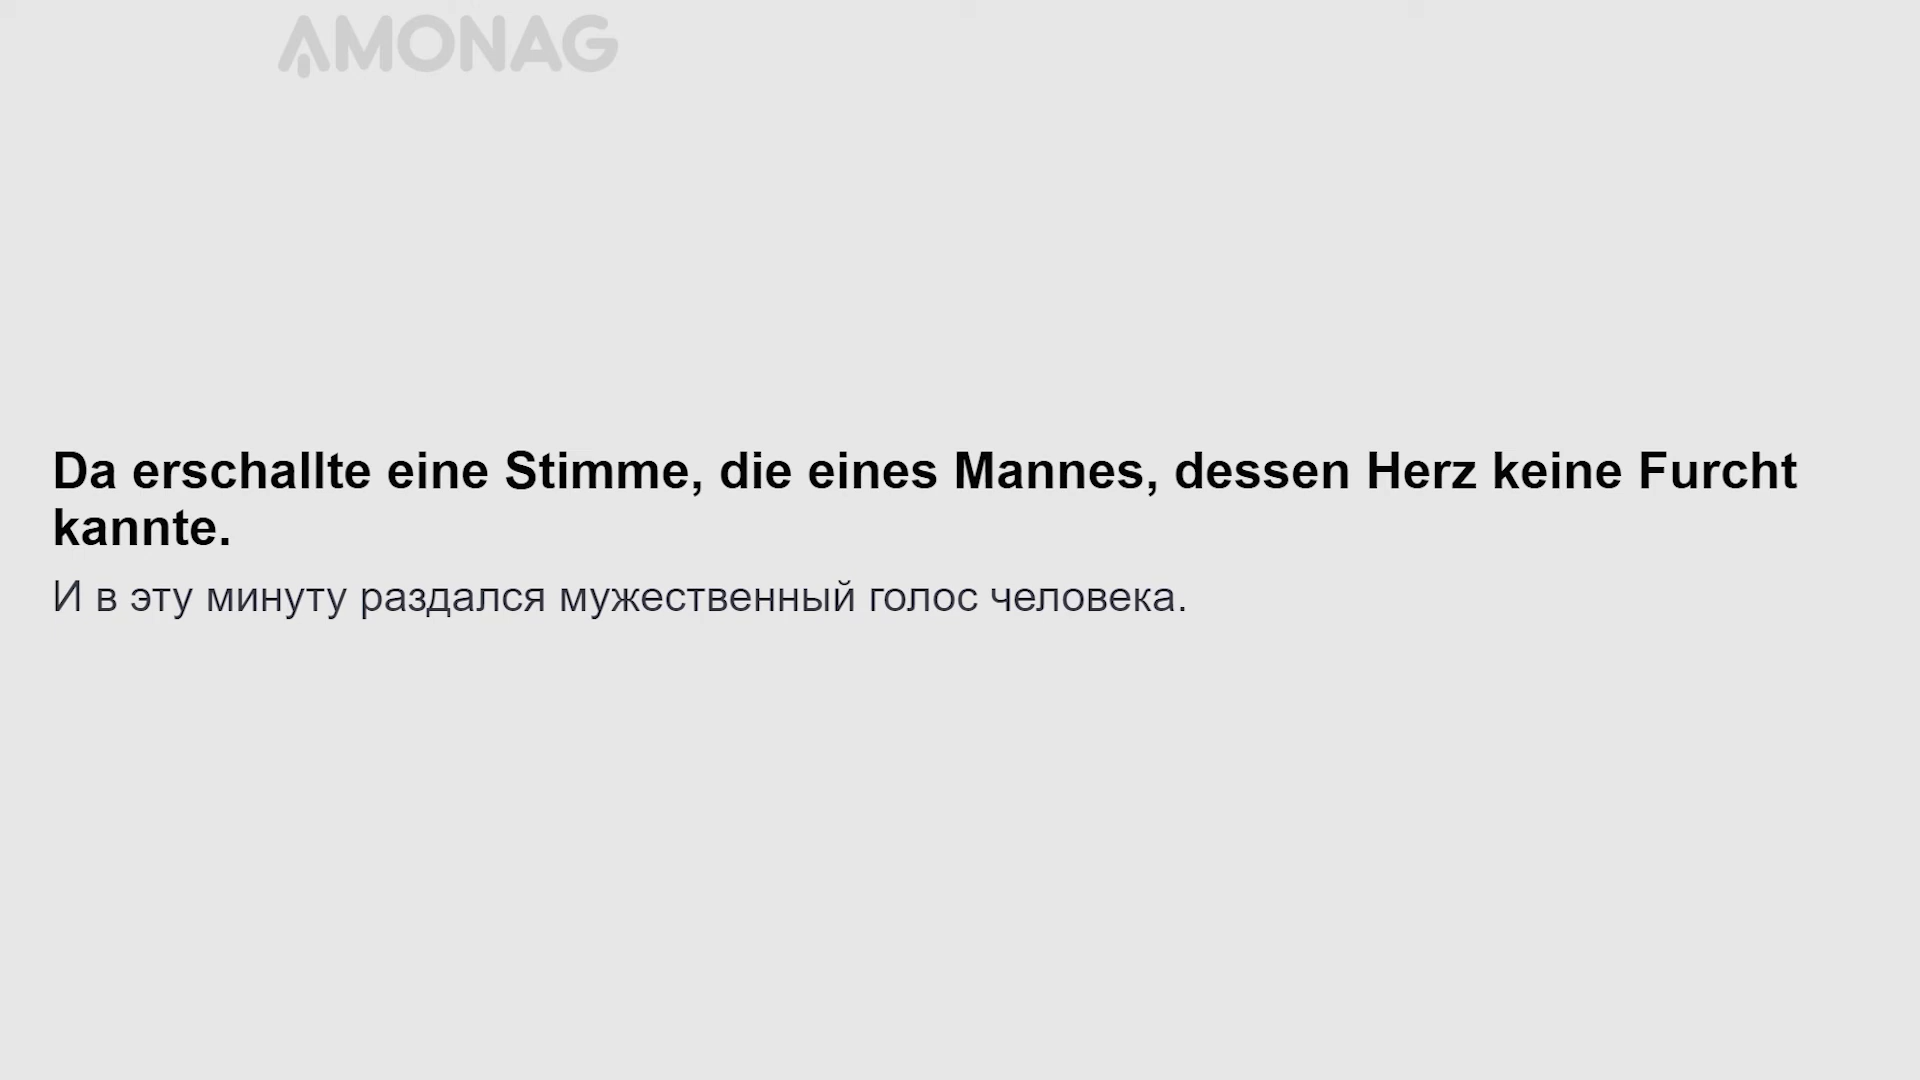 AMONAG
Da erschallte eine Stimme, die eines Mannes, dessen Herz keine Furcht
kannte.
И в эту минуту раздался мужественный голос человека.